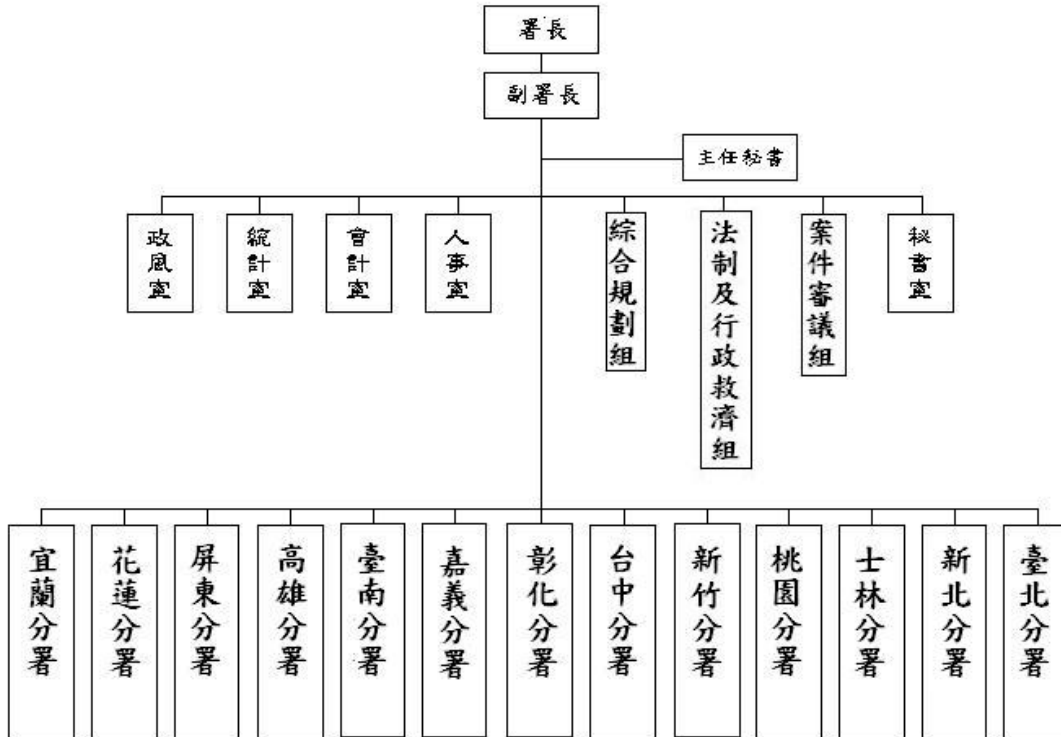 署長
副署長
主任秘書
政風室
統計室
會計室
人事室
綜合規劃組
法制及行政救濟組
案件審議組
秘書室
宜蘭分署
花蓮分署
屏東分署
高雄分署
臺南分署
嘉義分署
彰化分署
台中分署
新竹分署
桃園分署
士林分署
新北分署
臺北分署